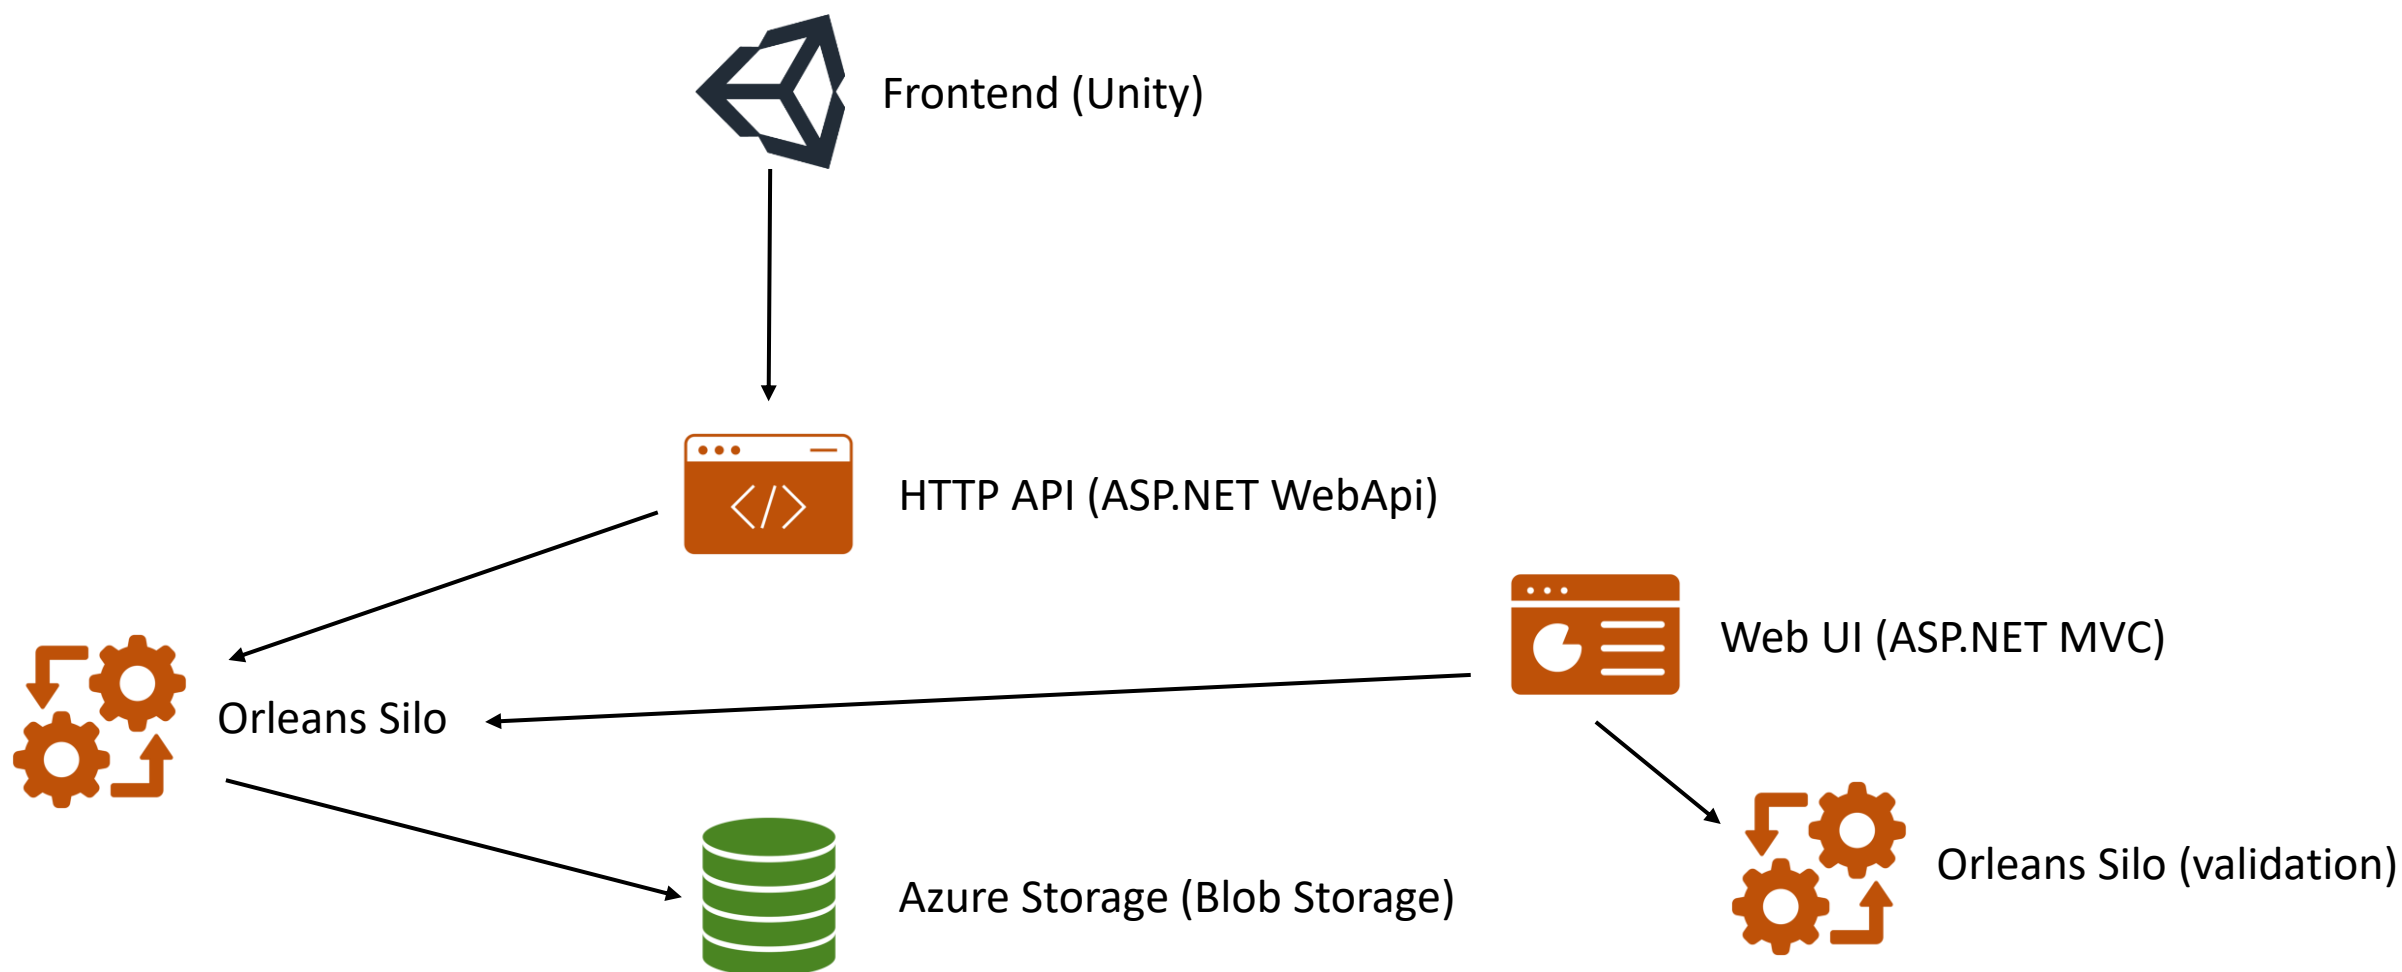 Frontend (Unity)
HTTP API (ASP.NET WebApi)
Web UI (ASP.NET MVC)
Orleans Silo
Orleans Silo (validation)
Azure Storage (Blob Storage)